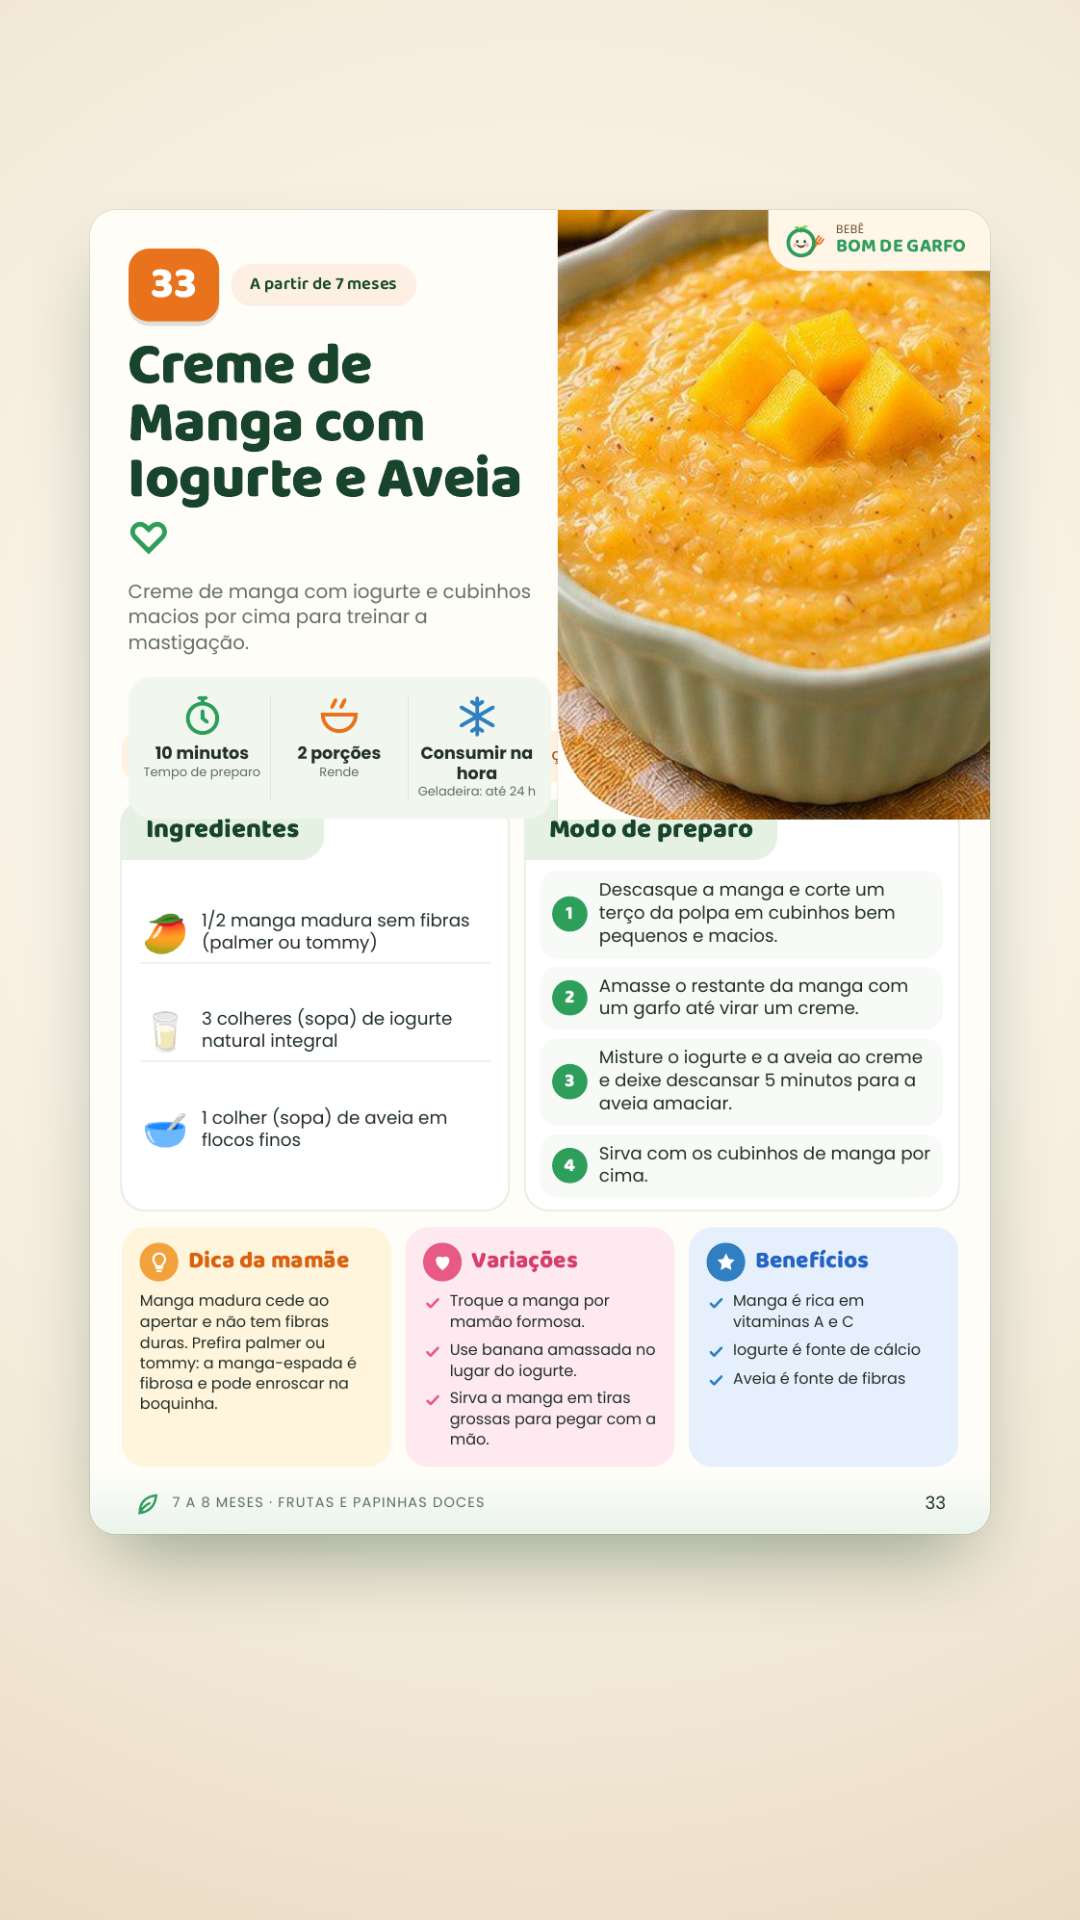 33
A partir de 7 meses
BEBÊ
BOM DE GARFO
Creme de
Manga com
Iogurte e Aveia
Creme de manga com iogurte e cubinhos
macios por cima para treinar a
mastigação.
10 minutos
Tempo de preparo
2 porções
Rende
Consumir na
hora
Geladeira: até 24 h
Ingredientes
1/2 manga madura sem fibras
(palmer ou tommy)
3 colheres (sopa) de iogurte
natural integral
1 colher (sopa) de aveia em
flocos finos
Modo de preparo
1
Descasque a manga e corte um
terço da polpa em cubinhos bem
pequenos e macios.
2
Amasse o restante da manga com
um garfo até virar um creme.
3
Misture o iogurte e a aveia ao creme
e deixe descansar 5 minutos para a
aveia amaciar.
4
Sirva com os cubinhos de manga por
cima.
Dica da mamãe
Manga madura cede ao
apertar e não tem fibras
duras. Prefira palmer ou
tommy: a manga-espada é
fibrosa e pode enroscar na
boquinha.
Variações
Troque a manga por
mamão formosa.
Use banana amassada no
lugar do iogurte.
Sirva a manga em tiras
grossas para pegar com a
mão.
Benefícios
Manga é rica em
vitaminas A e C
Iogurte é fonte de cálcio
Aveia é fonte de fibras
7 A 8 MESES · FRUTAS E PAPINHAS DOCES
33